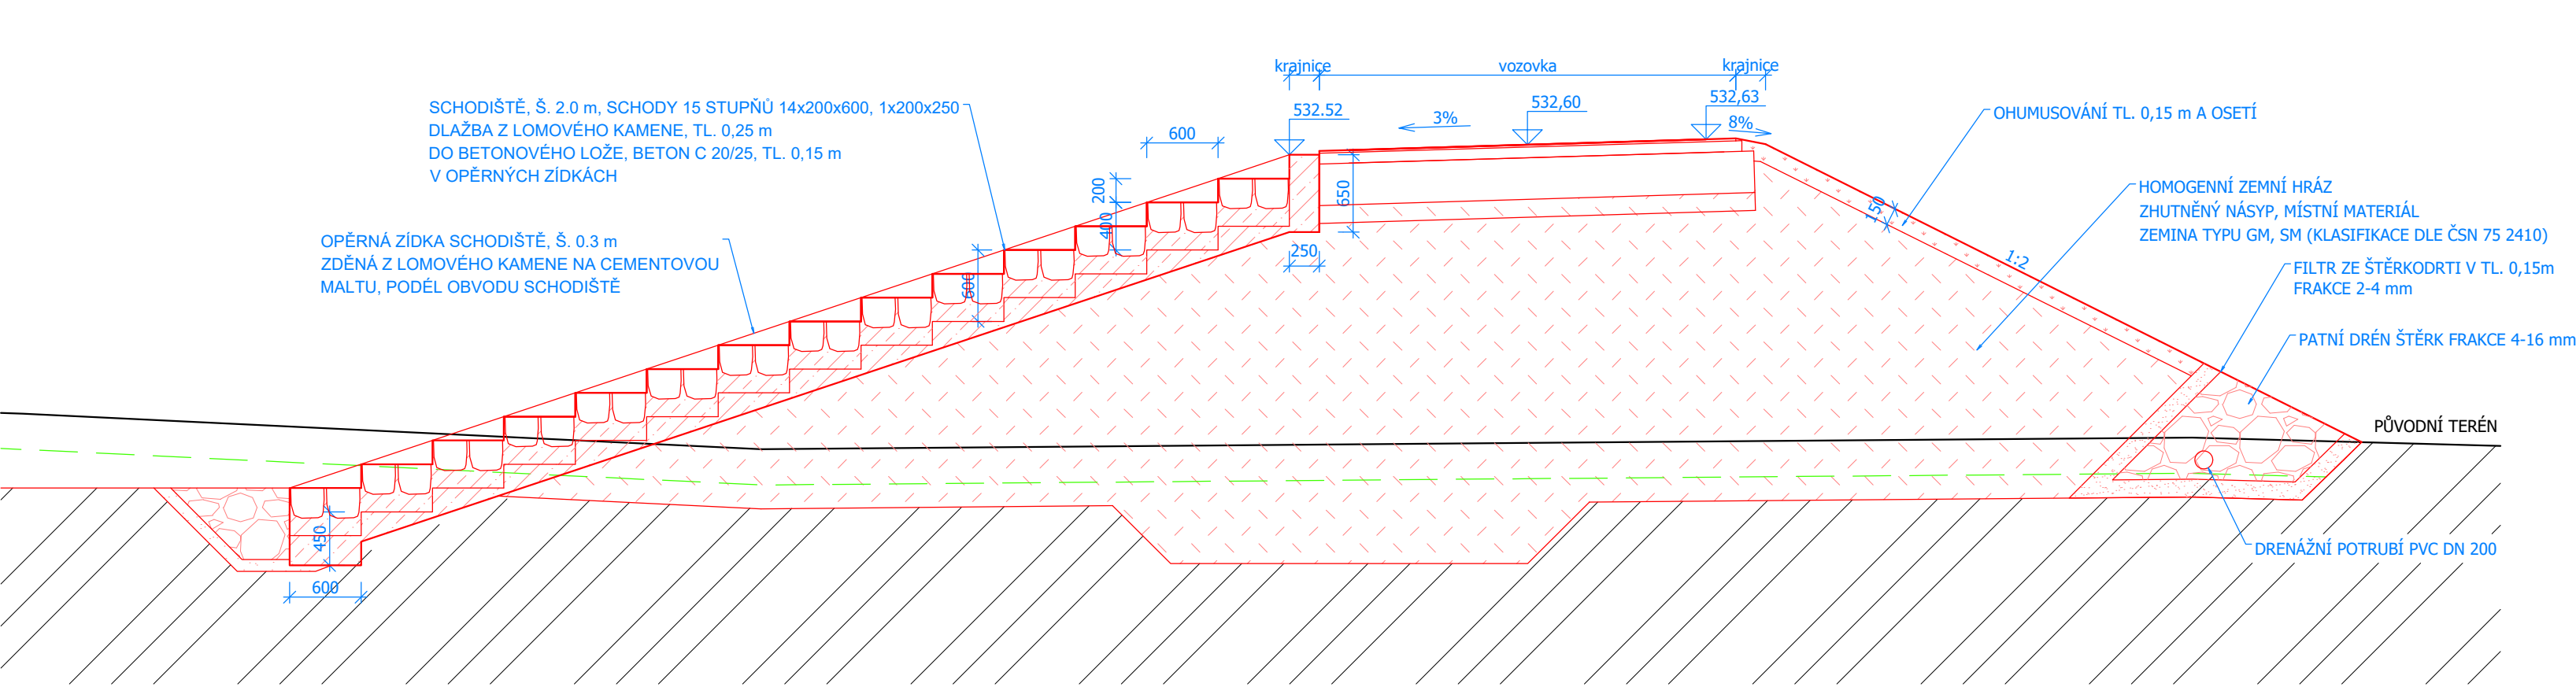 krajnice
vozovka
krajnice
SCHODIŠTĚ, Š. 2.0 m, SCHODY 15 STUPŇŮ 14x200x600, 1x200x250
DLAŽBA Z LOMOVÉHO KAMENE, TL. 0,25 m
DO BETONOVÉHO LOŽE, BETON C 20/25, TL. 0,15 m
V OPĚRNÝCH ZÍDKÁCH
532.52
3%
532,60
532,63
8%
OHUMUSOVÁNÍ TL. 0,15 m A OSETÍ
600
200
400
650
250
600
150
1:2
HOMOGENNÍ ZEMNÍ HRÁZ
ZHUTNĚNÝ NÁSYP, MÍSTNÍ MATERIÁL
ZEMINA TYPU GM, SM (KLASIFIKACE DLE ČSN 75 2410)
OPĚRNÁ ZÍDKA SCHODIŠTĚ, Š. 0.3 m
ZDĚNÁ Z LOMOVÉHO KAMENE NA CEMENTOVOU
MALTU, PODÉL OBVODU SCHODIŠTĚ
FILTR ZE ŠTĚRKODRTI V TL. 0,15m
FRAKCE 2-4 mm
PATNÍ DRÉN ŠTĚRK FRAKCE 4-16 mm
PŮVODNÍ TERÉN
450
600
DRENÁŽNÍ POTRUBÍ PVC DN 200